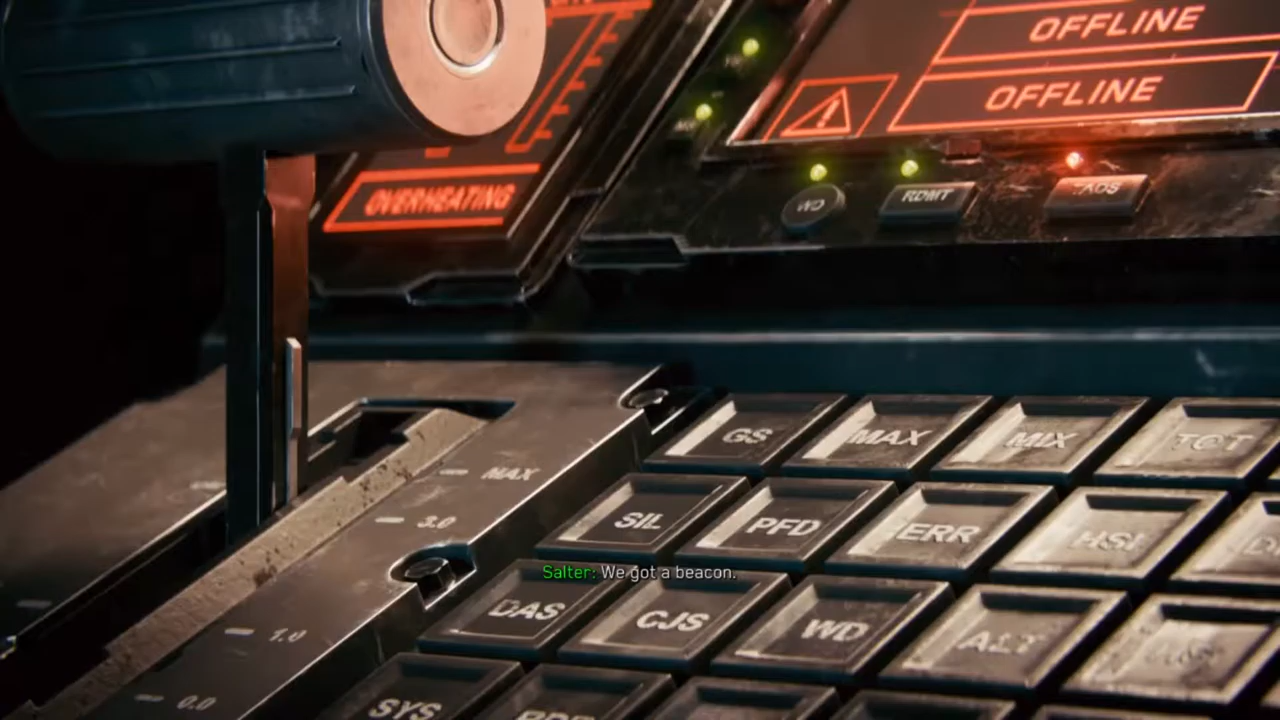 OFFLINE
OFFLINE
OVERHEATING
WD
RDMT
MAX
3.0
1.0
0.0
GS
MAX
MIX
SIL
PFD
ERR
HSI
Salter: We got a beacon.
DAS
CJS
WD
ALT
SYS